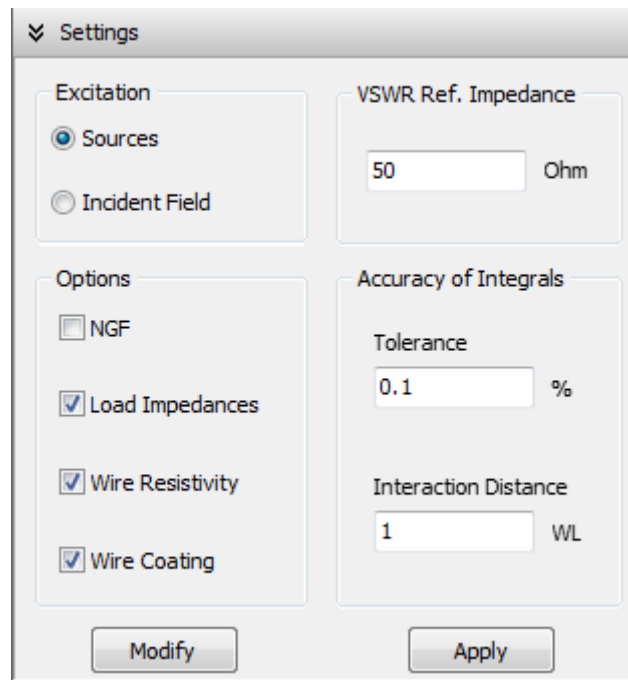 Settings
Excitation
Sources
Incident Field
VSWR Ref. Impedance
50 Ohm
Options
NGF
Load Impedances
Wire Resistivity
Wire Coating
Accuracy of Integrals
Tolerance
0.1 %
Interaction Distance
1 WL
Modify
Apply